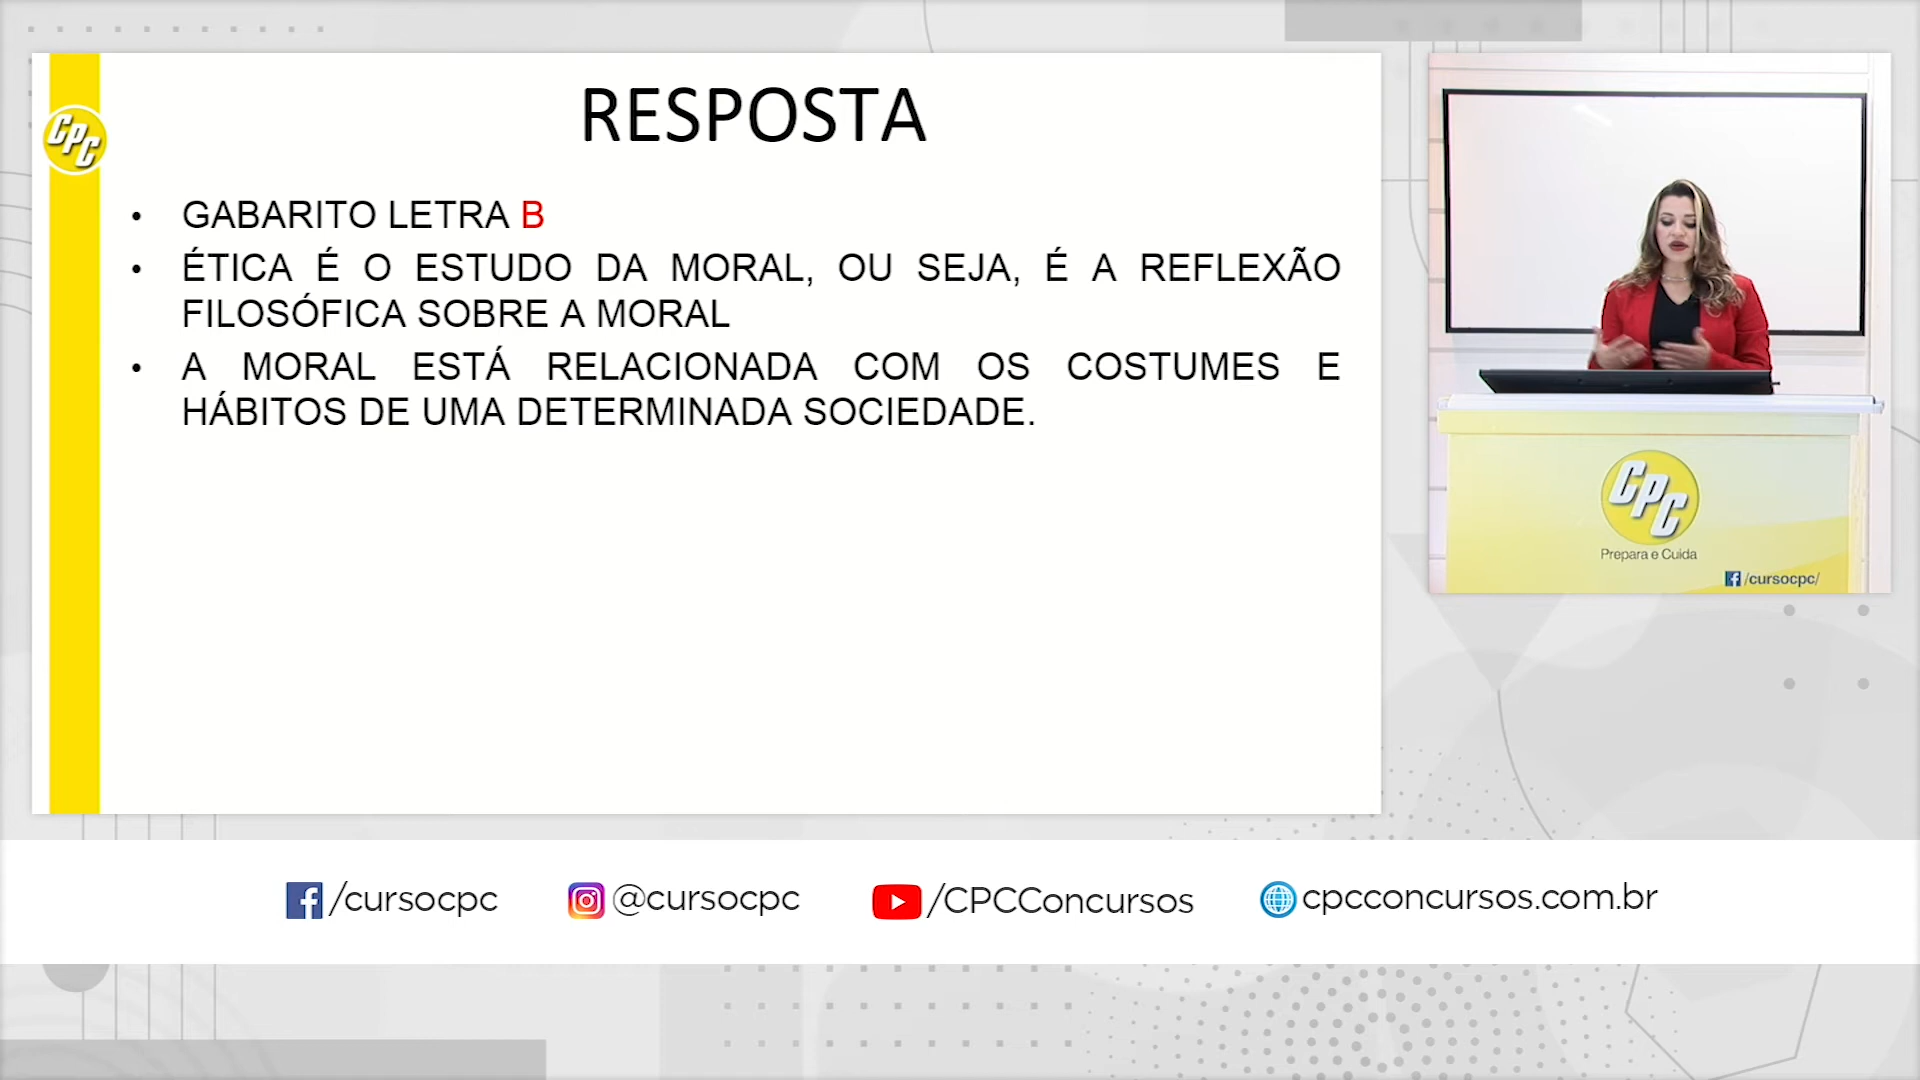 RESPOSTA
CPC
• GABARITO LETRA B
• ÉTICA É O ESTUDO DA MORAL, OU SEJA, É A REFLEXÃO
FILOSÓFICA SOBRE A MORAL
• A MORAL ESTÁ RELACIONADA COM OS COSTUMES E
HÁBITOS DE UMA DETERMINADA SOCIEDADE.
CPC
Prepara e Cuida
/cursocpc/
/cursocpc
@cursocpc
/CPCConcursos
cpcconcursos.com.br